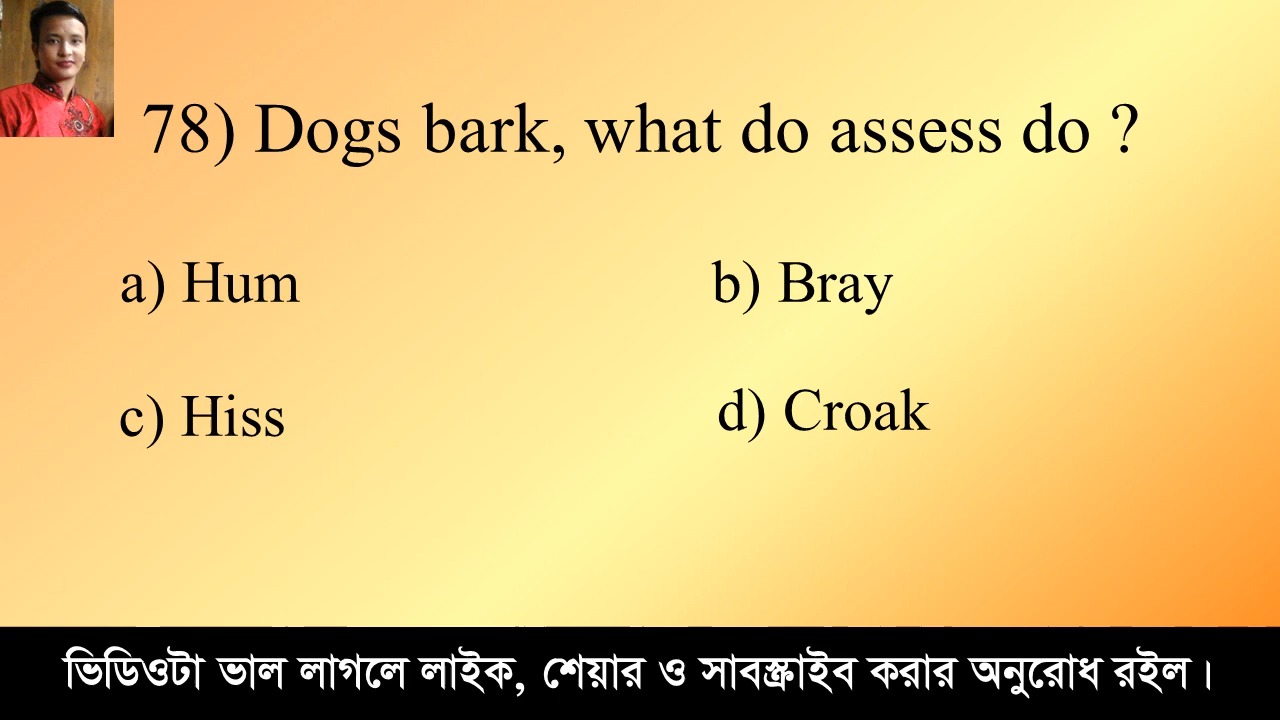 78) Dogs bark, what do assess do ?
a) Hum
b) Bray
c) Hiss
d) Croak
ভিডিওটা ভাল লাগলে লাইক, শেয়ার ও সাবস্ক্রাইব করার অনুরোধ রইল।